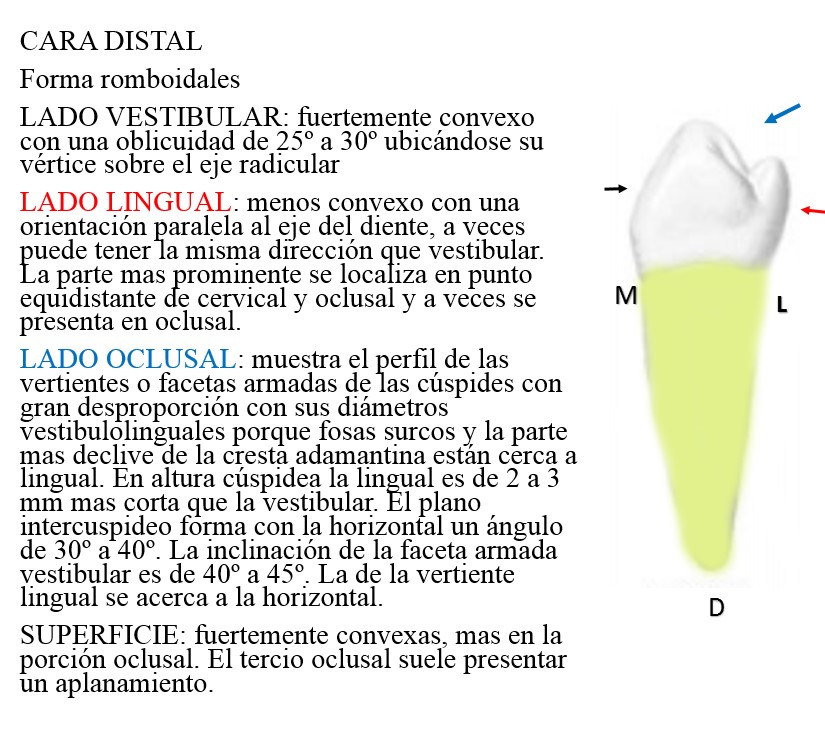 CARA DISTAL
Forma romboidales
LADO VESTIBULAR: fuertemente convexo
con una oblicuidad de 25º a 30º ubicándose su
vértice sobre el eje radicular
LADO LINGUAL: menos convexo con una
orientación paralela al eje del diente, a veces
puede tener la misma dirección que vestibular.
La parte mas prominente se localiza en punto
equidistante de cervical y oclusal y a veces se
presenta en oclusal.
LADO OCLUSAL: muestra el perfil de las
vertientes o facetas armadas de las cúspides con
gran desproporción con sus diámetros
vestibulolinguales porque fosas surcos y la parte
mas declive de la cresta adamantina están cerca a
lingual. En altura cúspidea la lingual es de 2 a 3
mm mas corta que la vestibular. El plano
intercuspideo forma con la horizontal un ángulo
de 30º a 40º. La inclinación de la faceta armada
vestibular es de 40º a 45º. La de la vertiente
lingual se acerca a la horizontal.
SUPERFICIE: fuertemente convexas, mas en la
porción oclusal. El tercio oclusal suele presentar
un aplanamiento.
M
L
D